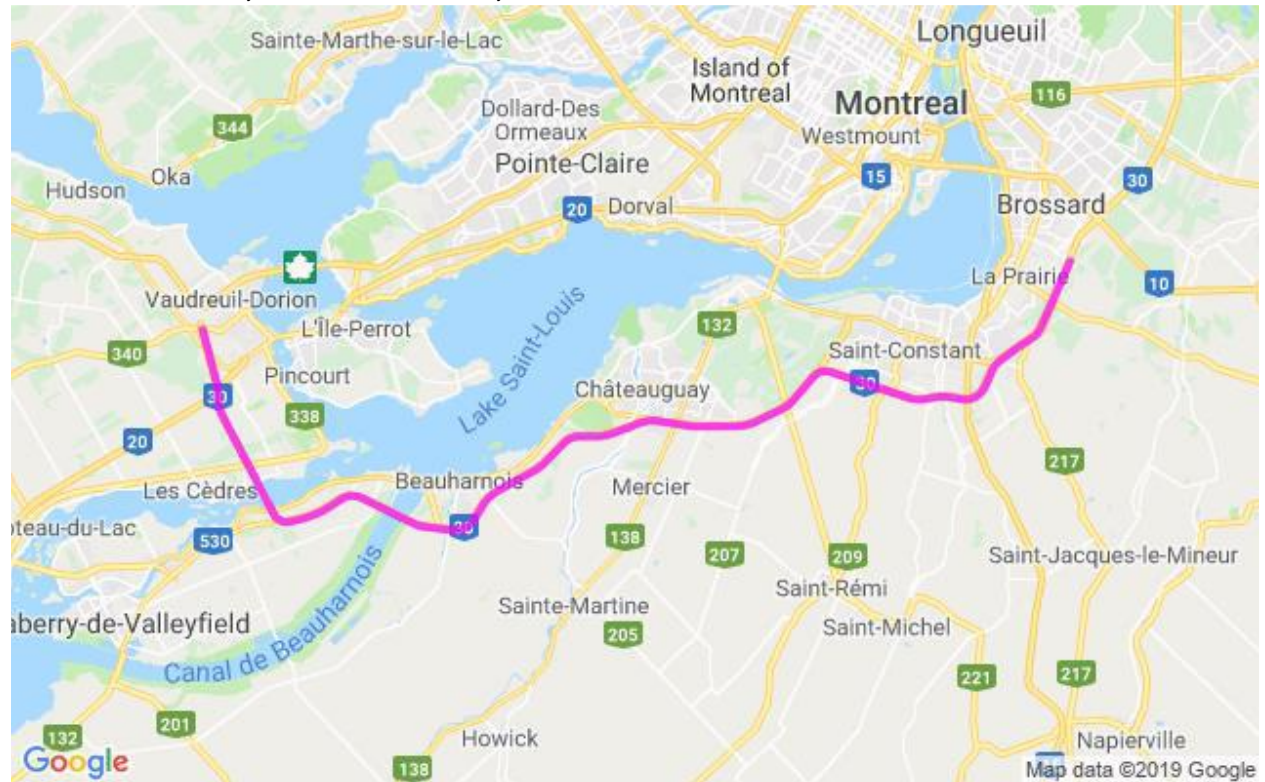 Sainte-Marthe-sur-le-Lac
Longueuil
Island of
Montreal
Montreal
116
Dollard-Des
Ormeaux
344
Westmount
Pointe-Claire
15
30
Oka
Hudson
20
Dorval
Brossard
La Prairie
10
Vaudreuil-Dorion
L'Île-Perrot
132
340
Saint-Constant
Pincourt
Lake Saint-Louis
30
30
Châteauguay
338
20
217
Beauharnois
Mercier
Les Cèdres
30
oteau-du-Lac
530
138
207
209
Saint-Jacques-le-Mineur
Saint-Rémi
Sainte-Martine
aberry-de-Valleyfield
205
Saint-Michel
Canal de Beauharnois
221
217
201
132
Howick
Napierville
Google
138
Map data ©2019 Google